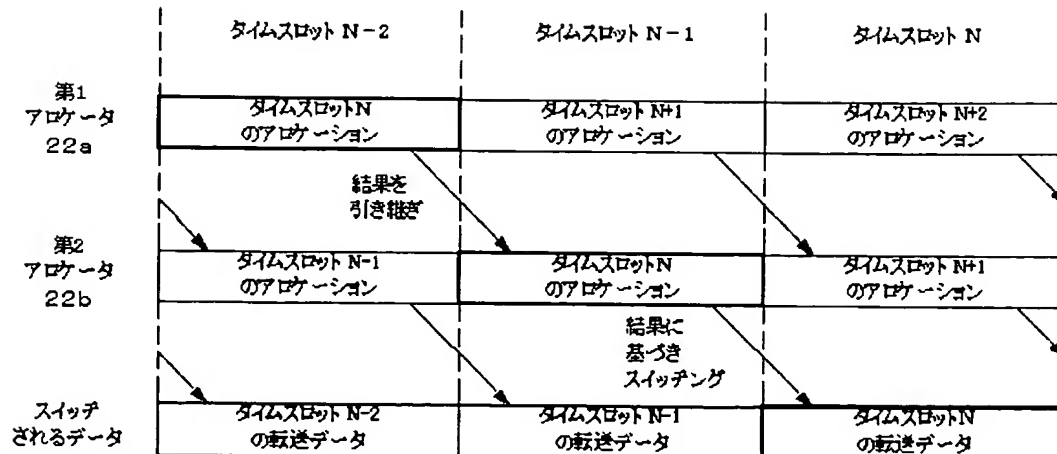 タイムスロット N-2
タイムスロット N-1
タイムスロット N
第1
アロケータ
22a
タイムスロットN
のアロケーション
タイムスロット N+1
のアロケーション
タイムスロット N+2
のアロケーション
結果を
引き継ぎ
第2
アロケータ
22b
タイムスロット N-1
のアロケーション
タイムスロットN
のアロケーション
タイムスロット N+1
のアロケーション
結果に
基づき
スイッチング
スイッチ
されるデータ
タイムスロット N-2
の転送データ
タイムスロット N-1
の転送データ
タイムスロットN
の転送データ